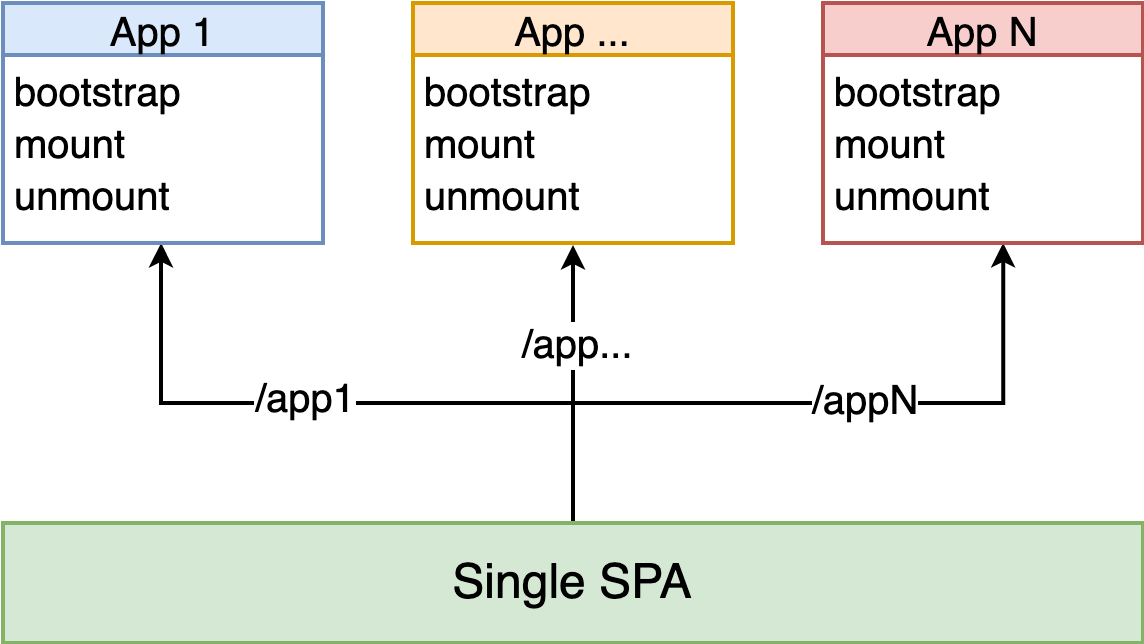 App 1
bootstrap
mount
unmount
App ...
bootstrap
mount
unmount
App N
bootstrap
mount
unmount
/app...
/app1
/appN
Single SPA